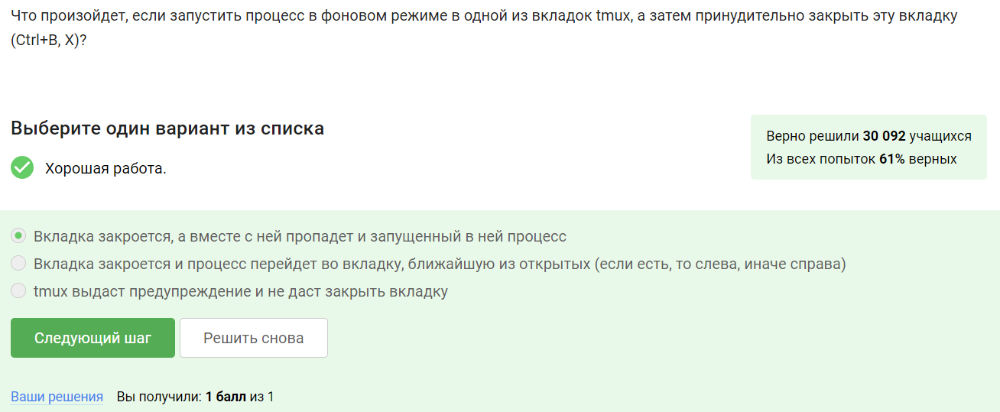 Что произойдет, если запустить процесс в фоновом режиме в одной из вкладок tmux, а затем принудительно закрыть эту вкладку
(Ctrl+B, X)?
Выберите один вариант из списка
Хорошая работа.
Верно решили 30 092 учащихся
Из всех попыток 61% верных
Вкладка закроется, а вместе с ней пропадет и запущенный в ней процесс
Вкладка закроется и процесс перейдет во вкладку, ближайшую из открытых (если есть, то слева, иначе справа)
tmux выдаст предупреждение и не даст закрыть вкладку
Следующий шаг
Решить снова
Ваши решения
Вы получили: 1 балл из 1